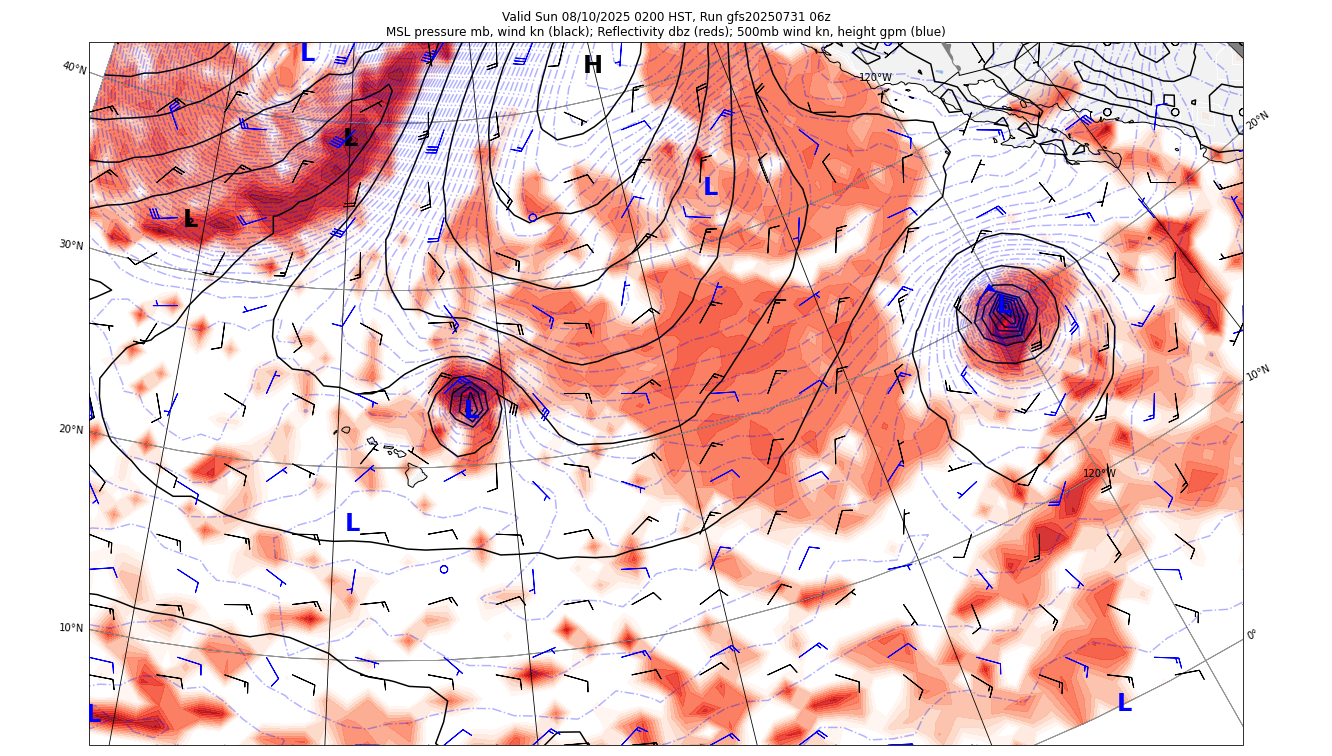 Valid Sun 08/10/2025 0200 HST, Run gfs20250731 06z
MSL pressure mb, wind kn (black); Reflectivity dbz (reds); 500mb wind kn, height gpm (blue)
L
H
40°N
120°W
20°N
L
L
L
30°N
L
10°N
L
20°N
120°W
L
10°N
0°
L
L